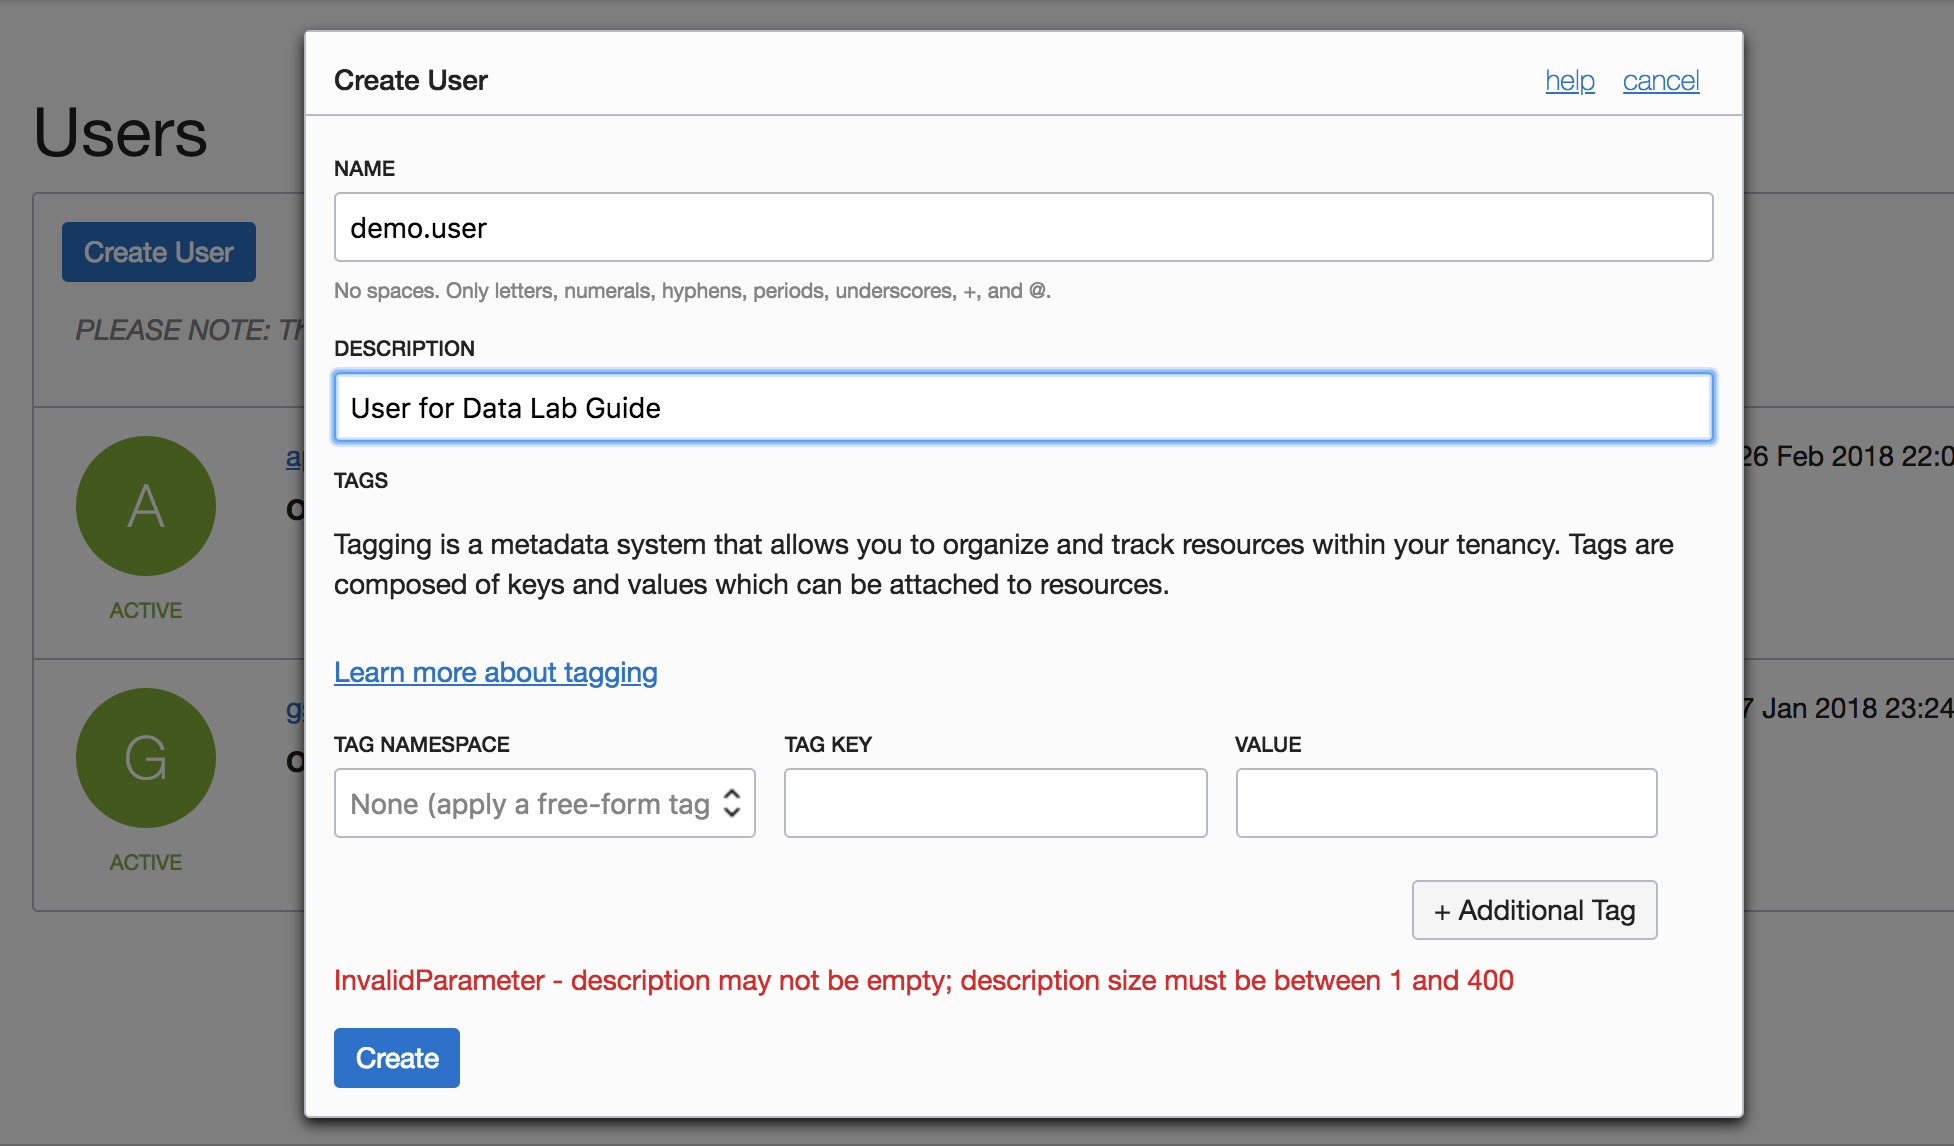 Users
Create User
PLEASE NOTE:
A
ACTIVE
26 Feb 2018 22:0
G
ACTIVE
7 Jan 2018 23:24
Create User
help
cancel
NAME
demo.user
No spaces. Only letters, numerals, hyphens, periods, underscores, +, and @.
DESCRIPTION
User for Data Lab Guide
TAGS
Tagging is a metadata system that allows you to organize and track resources within your tenancy. Tags are
composed of keys and values which can be attached to resources.
Learn more about tagging
TAG NAMESPACE
TAG KEY
VALUE
None (apply a free-form tag
+ Additional Tag
InvalidParameter - description may not be empty; description size must be between 1 and 400
Create